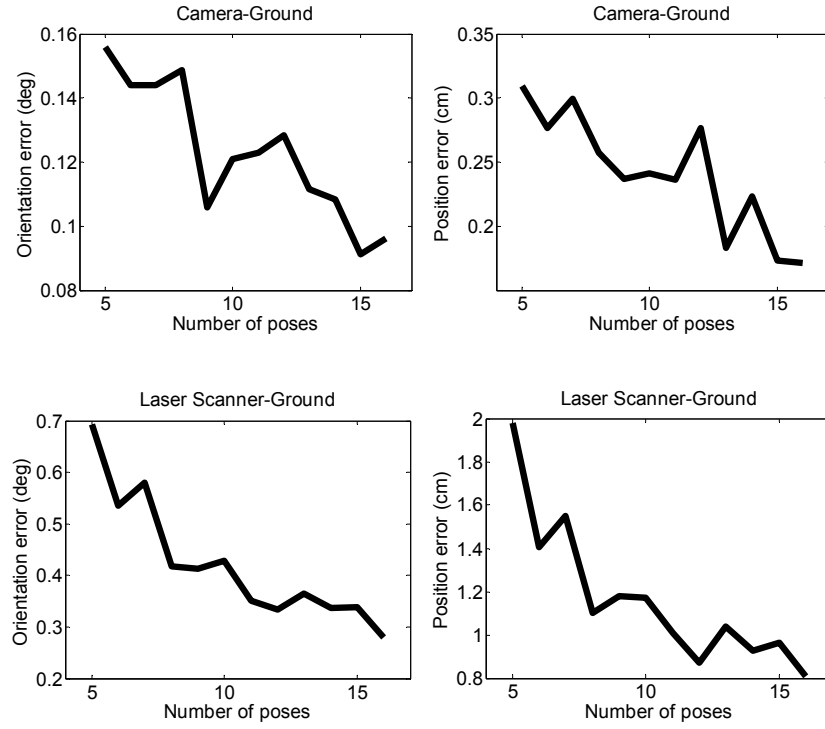 Camera-Ground
0.16
0.14
0.12
0.1
0.08
Orientation error (deg)
5 10 15
Number of poses
Camera-Ground
0.35
0.3
0.25
0.2
Position error (cm)
5 10 15
Number of poses
Laser Scanner-Ground
0.7
0.6
0.5
0.4
0.3
0.2
Orientation error (deg)
5 10 15
Number of poses
Laser Scanner-Ground
2
1.8
1.6
1.4
1.2
1
0.8
Position error (cm)
5 10 15
Number of poses